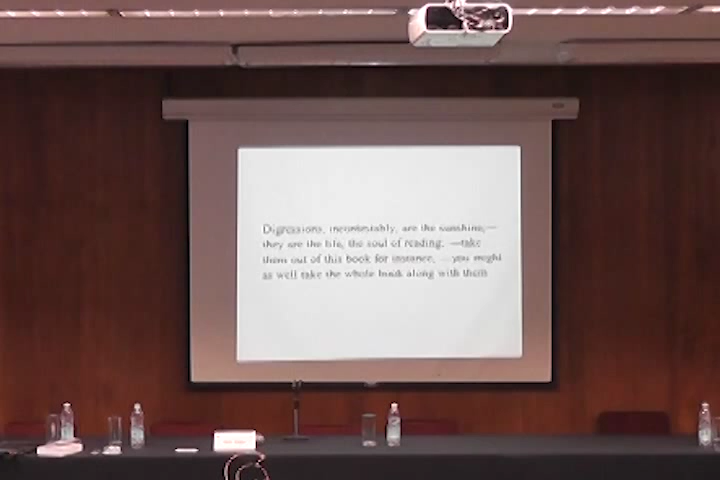 Digressions, incontestably, are the sunshine;—
they are the life, the soul of reading; —take
them out of this book for instance, —you might
as well take the whole book along with them